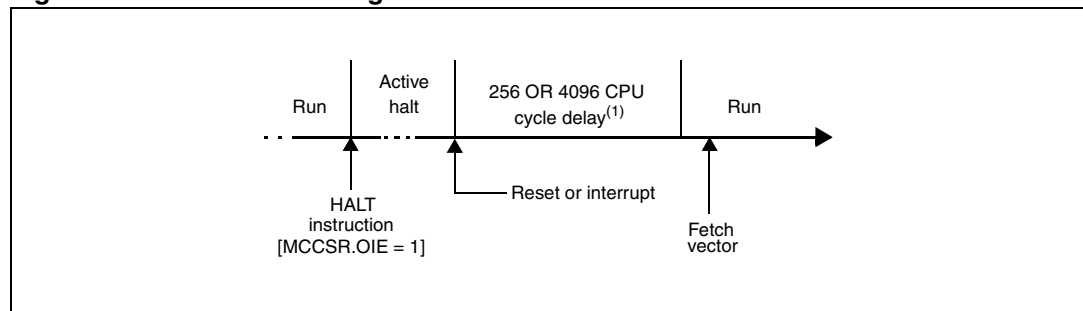 Run
Active
halt
256 OR 4096 CPU
cycle delay(1)
Run
Reset or interrupt
HALT
instruction
[MCCSR.OIE = 1]
Fetch
vector